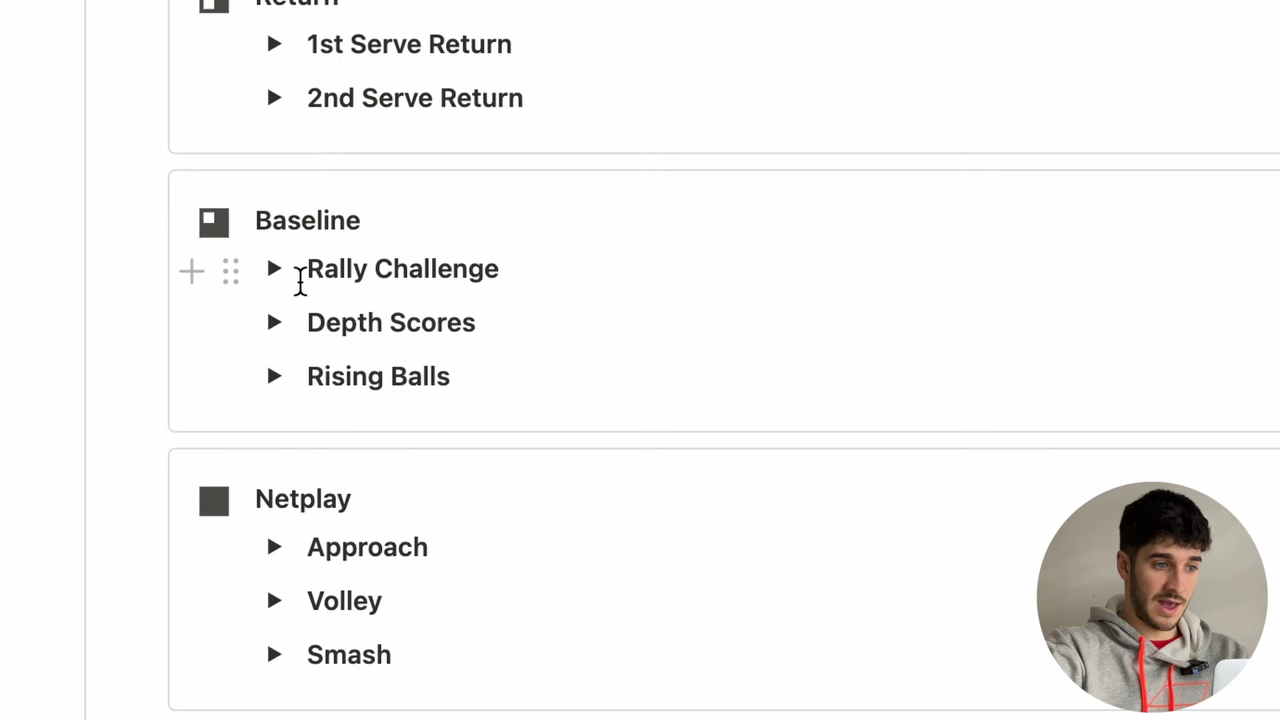 Return
1st Serve Return
2nd Serve Return
Baseline
Rally Challenge
Depth Scores
Rising Balls
Netplay
Approach
Volley
Smash